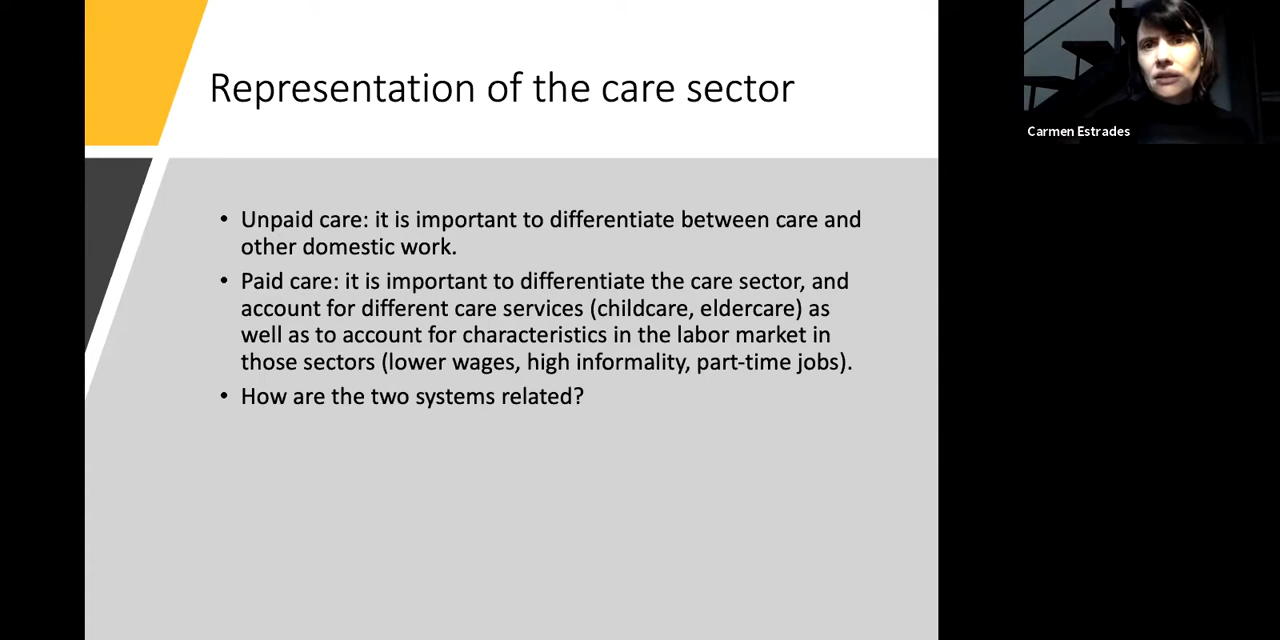 Representation of the care sector
Carmen Estrades
• Unpaid care: it is important to differentiate between care and
other domestic work.
• Paid care: it is important to differentiate the care sector, and
account for different care services (childcare, eldercare) as
well as to account for characteristics in the labor market in
those sectors (lower wages, high informality, part-time jobs).
• How are the two systems related?